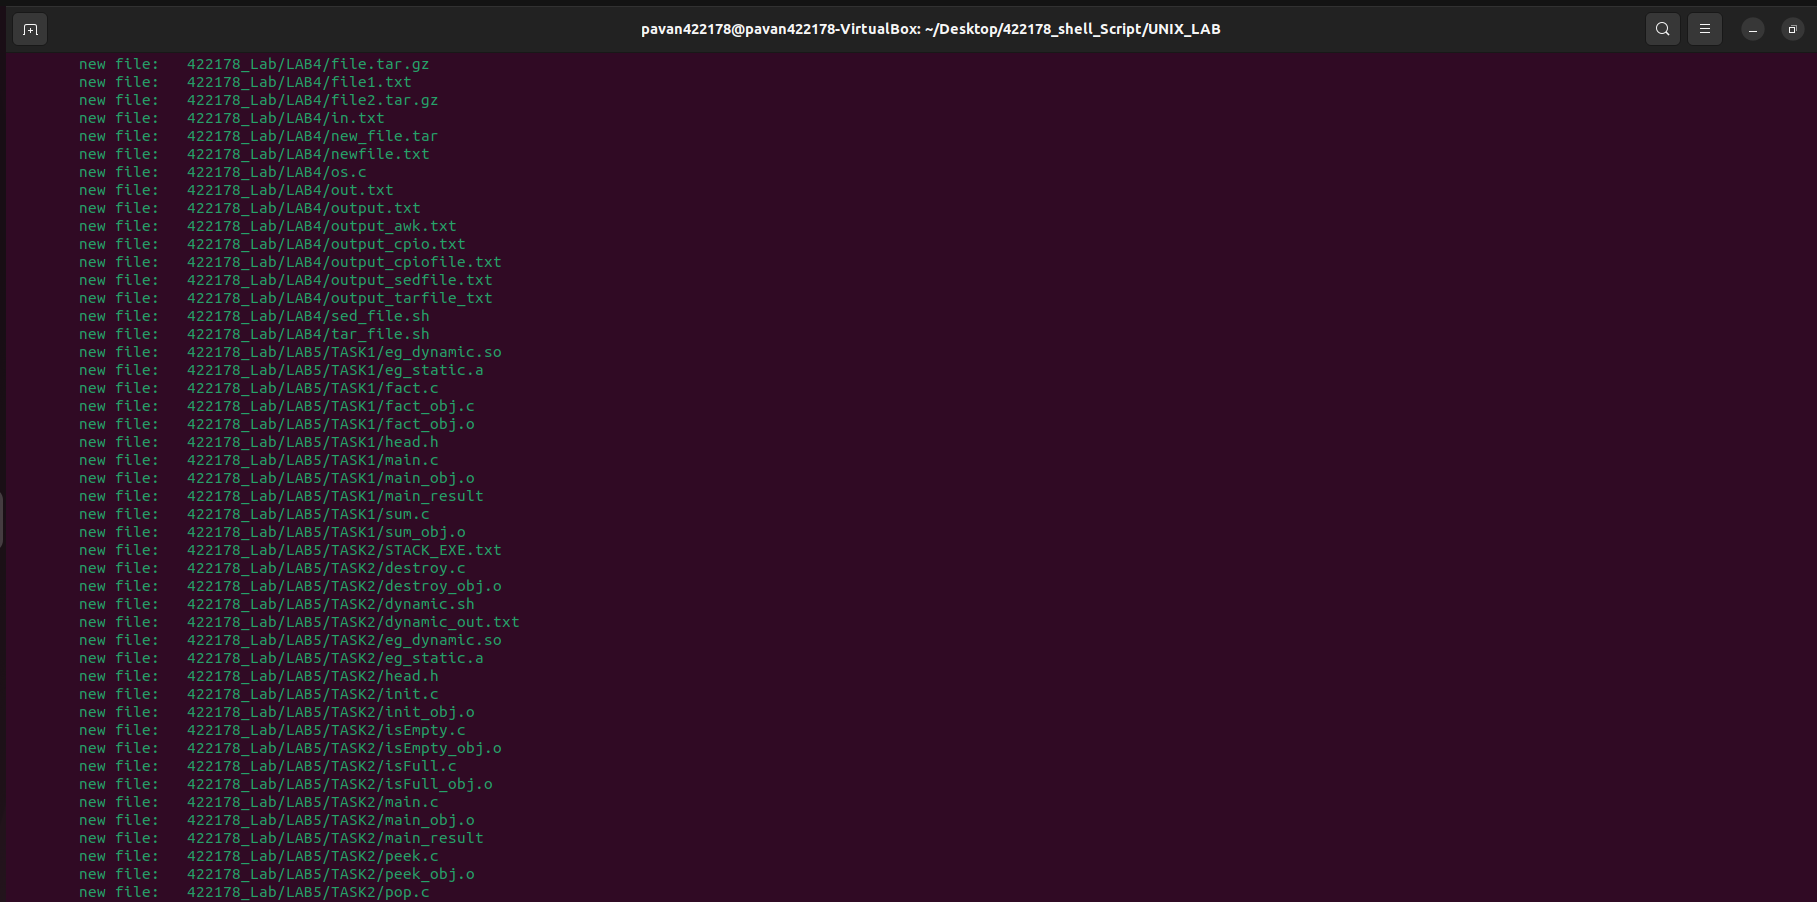 pavan422178@pavan422178-VirtualBox: ~/Desktop/422178_shell_Script/UNIX_LAB
new file:   422178_Lab/LAB4/file.tar.gz
new file:   422178_Lab/LAB4/file1.txt
new file:   422178_Lab/LAB4/file2.tar.gz
new file:   422178_Lab/LAB4/in.txt
new file:   422178_Lab/LAB4/new_file.tar
new file:   422178_Lab/LAB4/newfile.txt
new file:   422178_Lab/LAB4/os.c
new file:   422178_Lab/LAB4/out.txt
new file:   422178_Lab/LAB4/output.txt
new file:   422178_Lab/LAB4/output_awk.txt
new file:   422178_Lab/LAB4/output_cpio.txt
new file:   422178_Lab/LAB4/output_cpiofile.txt
new file:   422178_Lab/LAB4/output_sedfile.txt
new file:   422178_Lab/LAB4/output_tarfile_txt
new file:   422178_Lab/LAB4/sed_file.sh
new file:   422178_Lab/LAB4/tar_file.sh
new file:   422178_Lab/LAB5/TASK1/eg_dynamic.so
new file:   422178_Lab/LAB5/TASK1/eg_static.a
new file:   422178_Lab/LAB5/TASK1/fact.c
new file:   422178_Lab/LAB5/TASK1/fact_obj.c
new file:   422178_Lab/LAB5/TASK1/fact_obj.o
new file:   422178_Lab/LAB5/TASK1/head.h
new file:   422178_Lab/LAB5/TASK1/main.c
new file:   422178_Lab/LAB5/TASK1/main_obj.o
new file:   422178_Lab/LAB5/TASK1/main_result
new file:   422178_Lab/LAB5/TASK1/sum.c
new file:   422178_Lab/LAB5/TASK1/sum_obj.o
new file:   422178_Lab/LAB5/TASK2/STACK_EXE.txt
new file:   422178_Lab/LAB5/TASK2/destroy.c
new file:   422178_Lab/LAB5/TASK2/destroy_obj.o
new file:   422178_Lab/LAB5/TASK2/dynamic.sh
new file:   422178_Lab/LAB5/TASK2/dynamic_out.txt
new file:   422178_Lab/LAB5/TASK2/eg_dynamic.so
new file:   422178_Lab/LAB5/TASK2/eg_static.a
new file:   422178_Lab/LAB5/TASK2/head.h
new file:   422178_Lab/LAB5/TASK2/init.c
new file:   422178_Lab/LAB5/TASK2/init_obj.o
new file:   422178_Lab/LAB5/TASK2/isEmpty.c
new file:   422178_Lab/LAB5/TASK2/isEmpty_obj.o
new file:   422178_Lab/LAB5/TASK2/isFull.c
new file:   422178_Lab/LAB5/TASK2/isFull_obj.o
new file:   422178_Lab/LAB5/TASK2/main.c
new file:   422178_Lab/LAB5/TASK2/main_obj.o
new file:   422178_Lab/LAB5/TASK2/main_result
new file:   422178_Lab/LAB5/TASK2/peek.c
new file:   422178_Lab/LAB5/TASK2/peek_obj.o
new file:   422178_Lab/LAB5/TASK2/pop.c